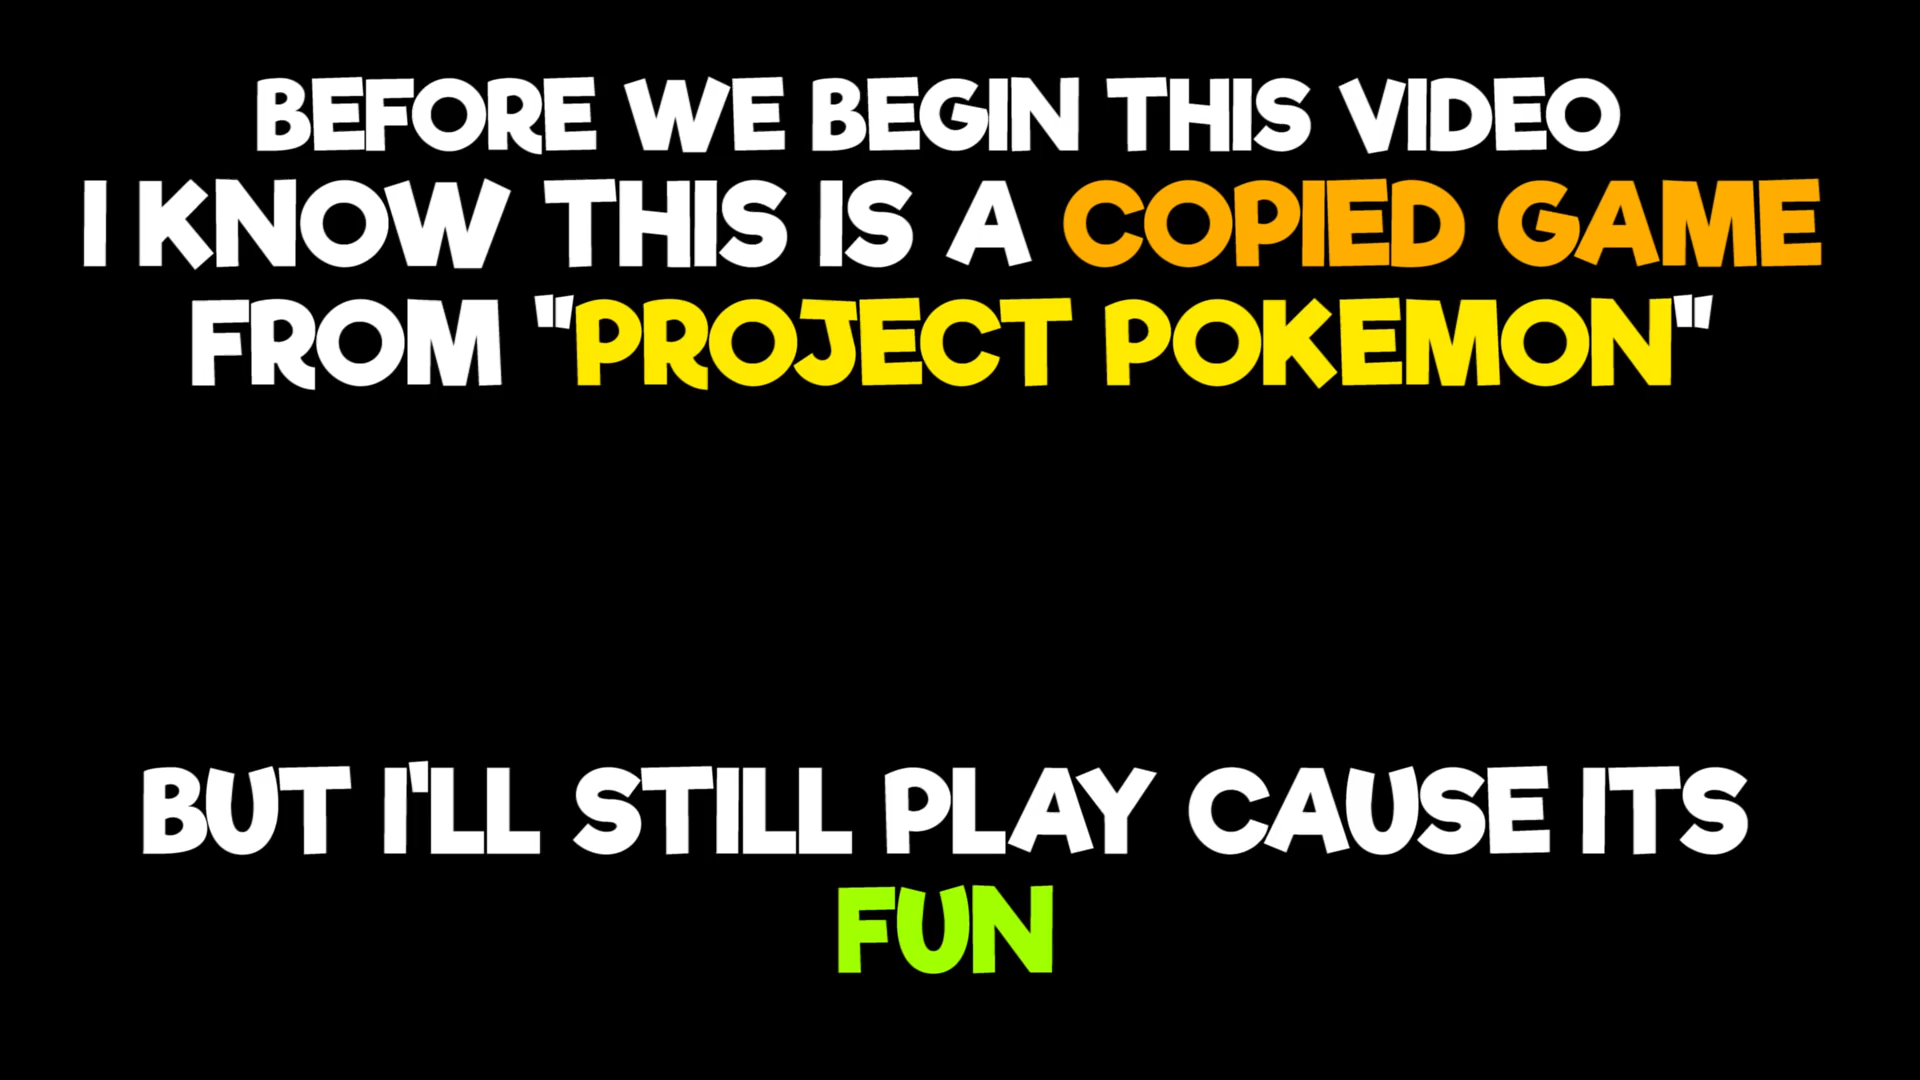 BEFORE WE BEGIN THIS VIDEO
I KNOW THIS IS A COPIED GAME
FROM "PROJECT POKEMON"
BUT I'LL STILL PLAY CAUSE ITS
FUN